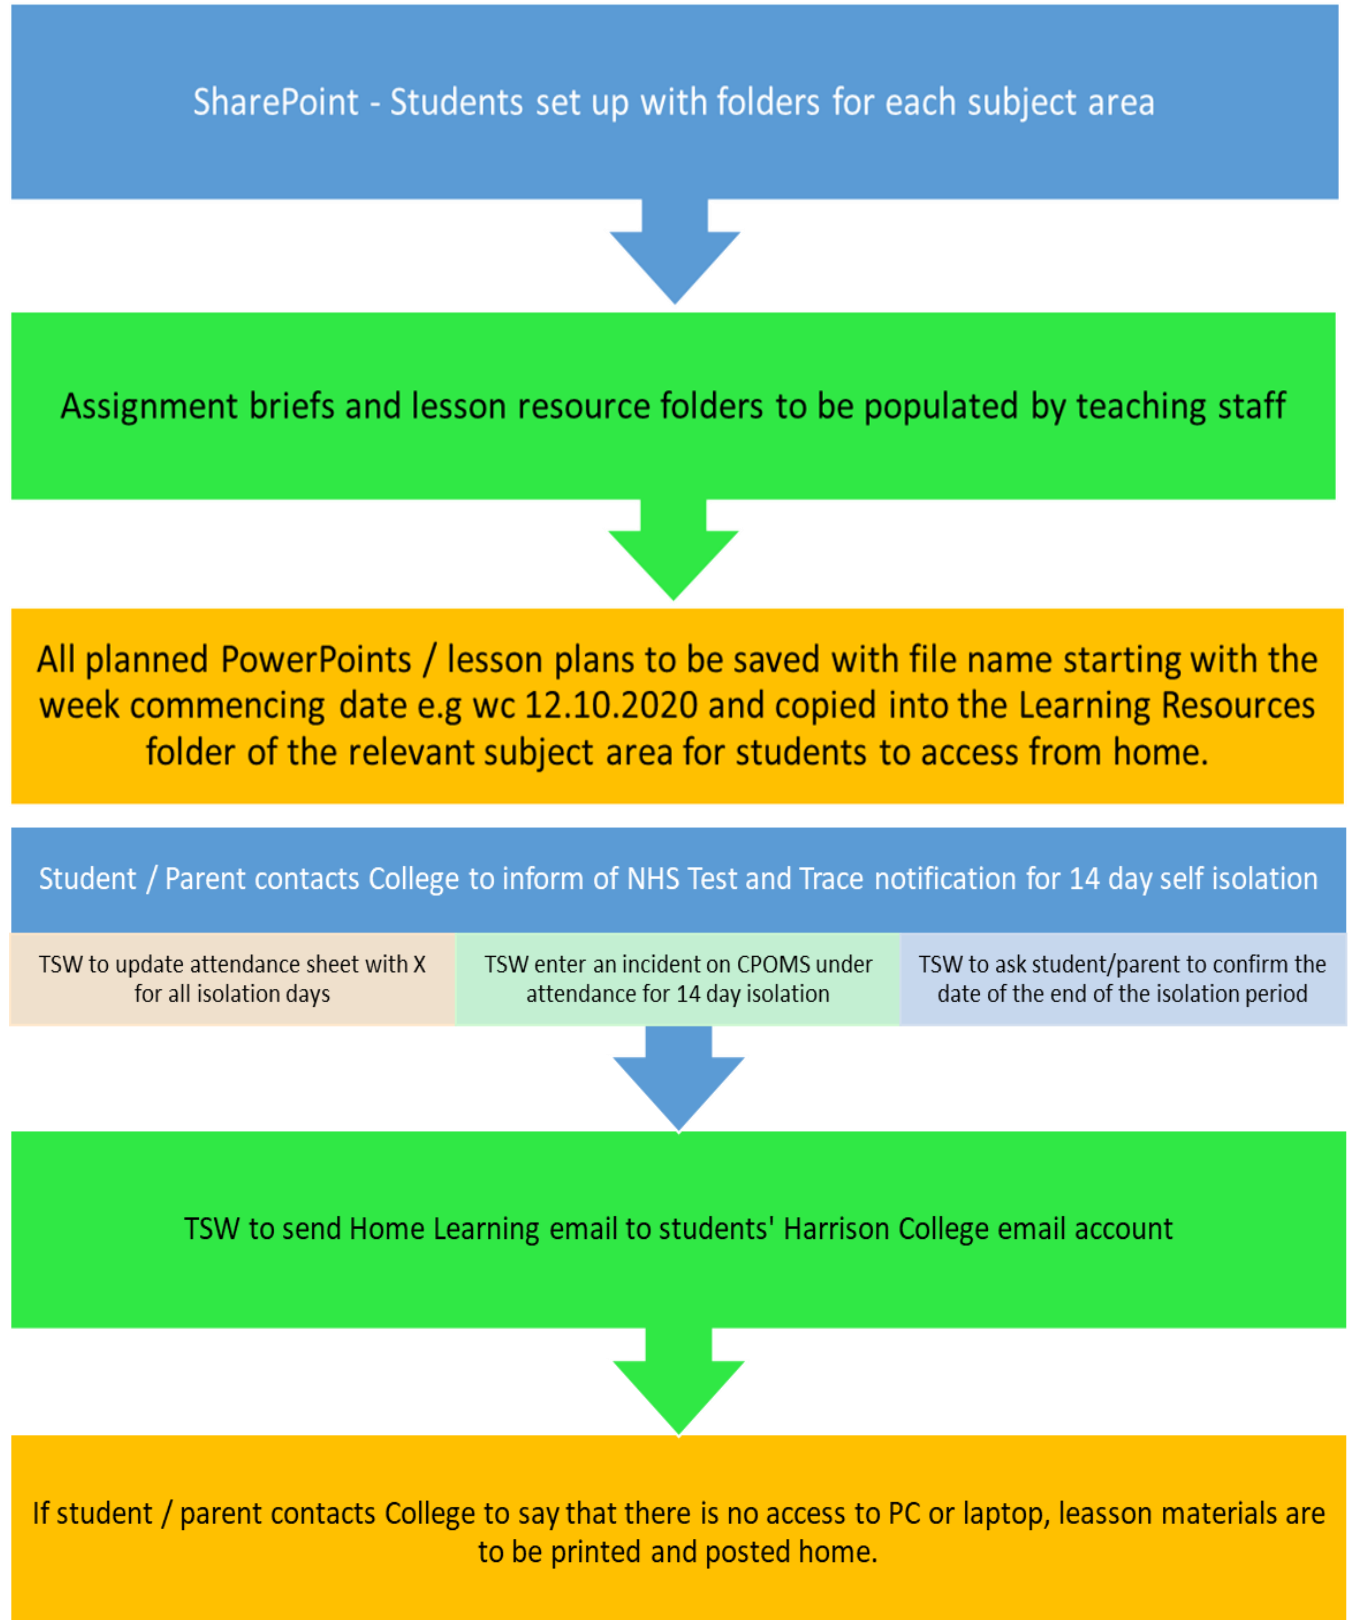 SharePoint - Students set up with folders for each subject area
Assignment briefs and lesson resource folders to be populated by teaching staff
All planned PowerPoints / lesson plans to be saved with file name starting with the
week commencing date e.g wc 12.10.2020 and copied into the Learning Resources
folder of the relevant subject area for students to access from home.
Student / Parent contacts College to inform of NHS Test and Trace notification for 14 day self isolation
TSW to update attendance sheet with X
for all isolation days
TSW enter an incident on CPOMS under
attendance for 14 day isolation
TSW to ask student/parent to confirm the
date of the end of the isolation period
TSW to send Home Learning email to students' Harrison College email account
If student / parent contacts College to say that there is no access to PC or laptop, leasson materials are
to be printed and posted home.